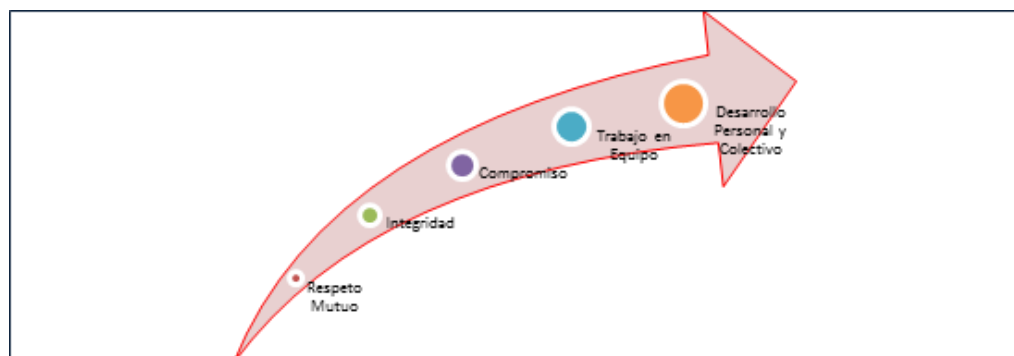 Desarrollo
Personal y
Colectivo
Trabajo en
Equipo
Compromiso
Integridad
Respeto
Mutuo